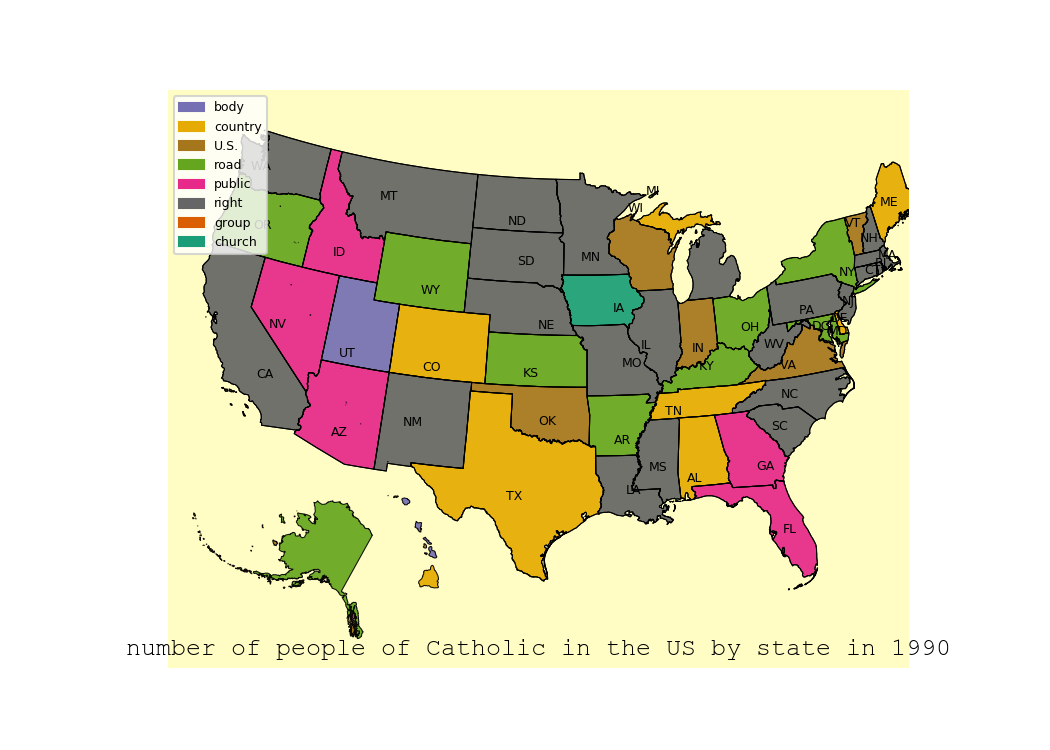 body
country
U.S.
road
public
right
group
church
WA
MT
ND
MI
WI
ME
VT
NH
OR
ID
SD
MN
MA
RI
CT
WY
NY
NV
NE
IA
PA
NJ
OH
DE
DC
MD
UT
IL
IN
WV
CA
CO
KS
MO
KY
VA
NM
AZ
OK
TN
NC
AR
SC
TX
MS
AL
GA
LA
FL
number of people of Catholic in the US by state in 1990